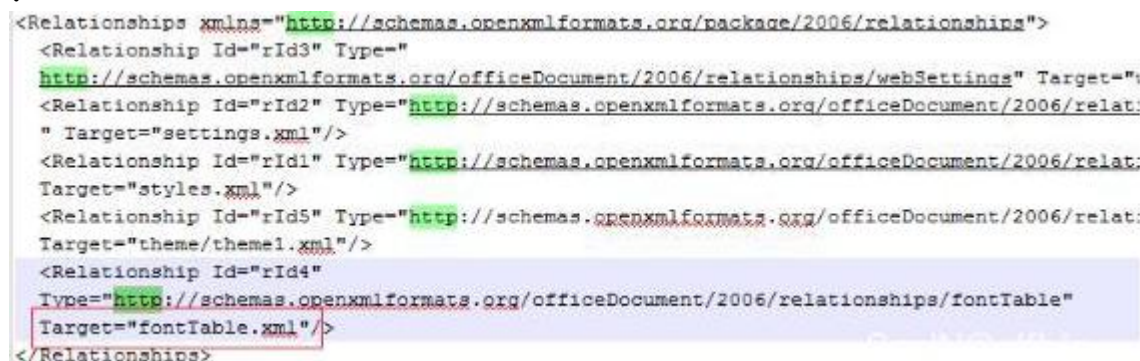 <Relationships xmlns="http://schemas.openxmlformats.org/package/2006/relationships">
<Relationship Id="rId3" Type="
http://schemas.openxmlformats.org/officeDocument/2006/relationships/webSettings" Target="
<Relationship Id="rId2" Type="http://schemas.openxmlformats.org/officeDocument/2006/relati
" Target="settings.xml"/>
<Relationship Id="rId1" Type="http://schemas.openxmlformats.org/officeDocument/2006/relati
Target="styles.xml"/>
<Relationship Id="rId5" Type="http://schemas.openxmlformats.org/officeDocument/2006/relati
Target="theme/theme1.xml"/>
<Relationship Id="rId4"
Type="http://schemas.openxmlformats.org/officeDocument/2006/relationships/fontTable"
Target="fontTable.xml"/>
</Relationships>